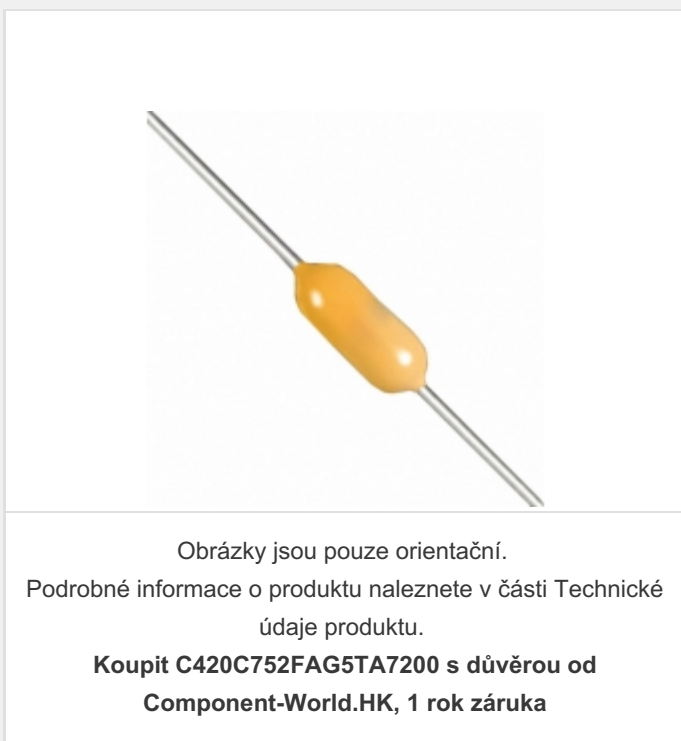 Obrázky jsou pouze orientační.
Podrobné informace o produktu naleznete v části Technické
údaje produktu.
Koupit C420C752FAG5TA7200 s důvěrou od
Component-World.HK, 1 rok záruka